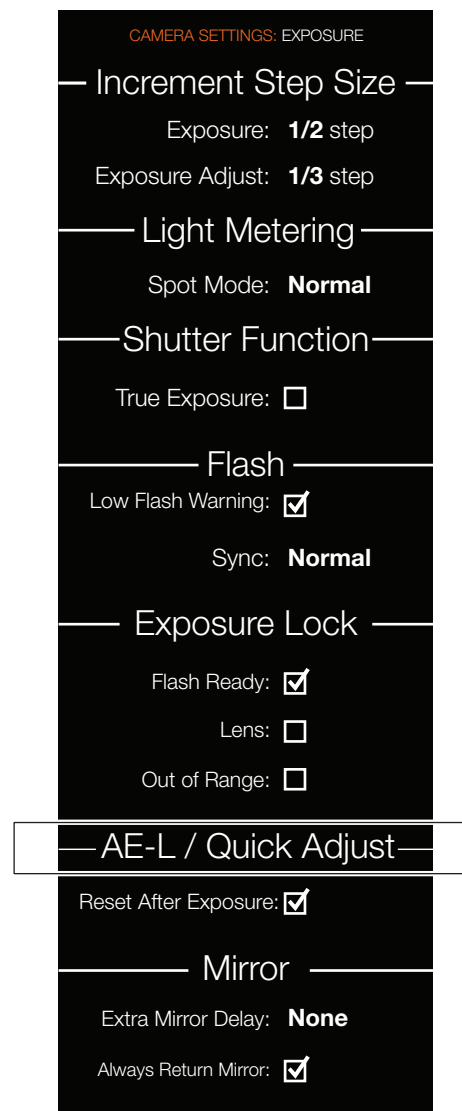 CAMERA SETTINGS: EXPOSURE
Increment Step Size
Exposure: 1/2 step
Exposure Adjust: 1/3 step
Light Metering
Spot Mode: Normal
Shutter Function
True Exposure:
Flash
Low Flash Warning:
Sync: Normal
Exposure Lock
Flash Ready:
Lens:
Out of Range:
AE-L / Quick Adjust
Reset After Exposure:
Mirror
Extra Mirror Delay: None
Always Return Mirror: